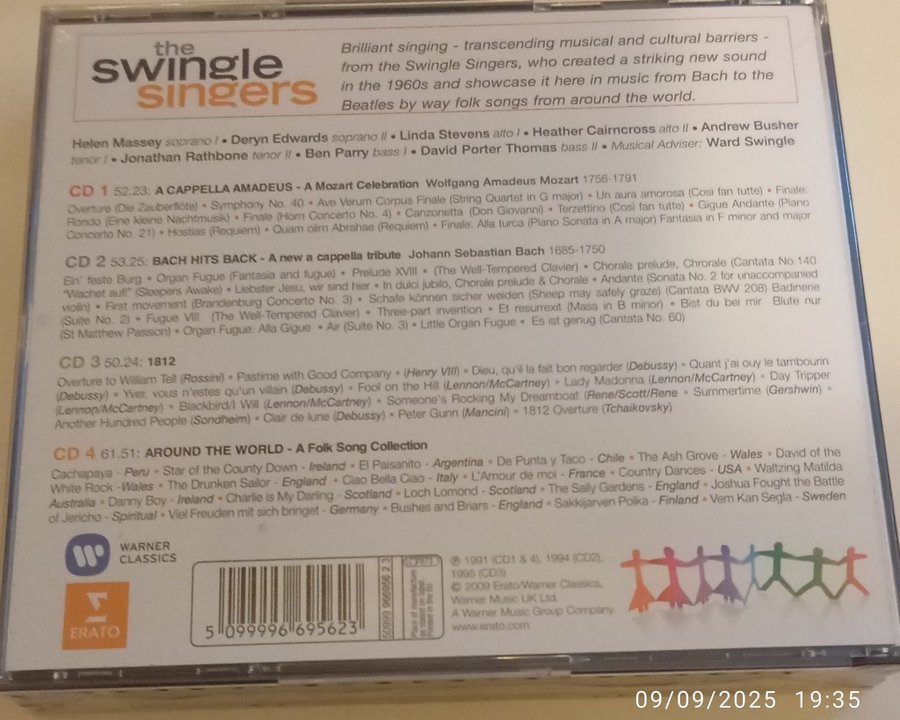 the
swingle
singers
Brilliant singing - transcending musical and cultural barriers -
from the Swingle Singers, who created a striking new sound
in the 1960s and showcase it here in music from Bach to the
Beatles by way folk songs from around the world.
Helen Massey soprano I • Deryn Edwards soprano II • Linda Stevens alto I • Heather Cairncross alto II • Andrew Busher
tenor I • Jonathan Rathbone tenor II • Ben Parry bass I • David Porter Thomas bass II • Musical Adviser: Ward Swingle
CD 1 52.23: A CAPPELLA AMADEUS - A Mozart Celebration Wolfgang Amadeus Mozart 1756-1791
Overture (Die Zauberflöte) • Symphony No. 40 • Ave Verum Corpus Finale (String Quartet in G major) • Un aura amorosa (Cosi fan tutte) • Finale:
Rondo (Eine kleine Nachtmusik) • Finale (Horn Concerto No. 4) • Canzonetta (Don Giovanni) • Terzettino (Cosi fan tutte) • Gigue Andante (Piano
Concerto No. 21) • Hostias (Requiem) • Quam olim Abrahae (Requiem) • Finale: Alla turca (Piano Sonata in A major) Fantasia in F minor and major
CD 2 53.25: BACH HITS BACK - A new a cappella tribute Johann Sebastian Bach 1685-1750
Ein' feste Burg • Organ Fugue (Fantasia and fugue) • Prelude XVIII • (The Well-Tempered Clavier) • Chorale prelude, Chrorale (Cantata No.140
"Wachet auf!" (Sleepers Awake) • Liebster Jesu, wir sind hier • In dulci jubilo, Chorale prelude & Chorale • Andante (Sonata No. 2 for unaccompanied
violin) • First movement (Brandenburg Concerto No. 3) • Schafe können sicher weiden (Sheep may safely graze) (Cantata BWV 208) Badinerie
(Suite No. 2) • Fugue VIII (The Well-Tempered Clavier) • Three-part invention • Et resurrexit (Mass in B minor) • Bist du bei mir Blute nur
(St Matthew Passion) • Organ Fugue: Alla Gigue • Air (Suite No. 3) • Little Organ Fugue • Es ist genug (Cantata No. 60)
CD 3 50.24: 1812
Overture to William Tell (Rossini) • Pastime with Good Company • (Henry VIII) • Dieu, qu'il la fait bon regarder (Debussy) • Quant j'ai ouy le tambourin
(Debussy) • Yver, vous n'estes qu'un villain (Debussy) • Fool on the Hill (Lennon/McCartney) • Lady Madonna (Lennon/McCartney) • Day Tripper
(Lennon/McCartney) • Blackbird/I Will (Lennon/McCartney) • Someone's Rocking My Dreamboat (Rene/Scott/Rene • Summertime (Gershwin) •
Another Hundred People (Sondheim) • Clair de lune (Debussy) • Peter Gunn (Mancini) • 1812 Overture (Tchaikovsky)
CD 4 61.51: AROUND THE WORLD - A Folk Song Collection
Cachapaya - Peru • Star of the County Down - Ireland • El Paisanito - Argentina • De Punta y Taco - Chile • The Ash Grove - Wales • David of the
White Rock -Wales • The Drunken Sailor - England • Ciao Bella Ciao - Italy • L'Amour de moi - France • Country Dances - USA • Waltzing Matilda
Australia • Danny Boy - Ireland • Charlie is My Darling - Scotland • Loch Lomond - Scotland • The Sally Gardens - England • Joshua Fought the Battle
of Jericho - Spiritual • Viel Freuden mit sich bringet - Germany • Bushes and Briars - England • Sakkijarven Polka - Finland • Vem Kan Segla - Sweden
WARNER
CLASSICS
ERATO
5 099996 695623
℗ 1991 (CD1 & 4), 1994 (CD2),
1995 (CD3)
© 2009 Erato/Warner Classics,
Warner Music UK Ltd.
A Warner Music Group Company.
www.erato.com
09/09/2025 19:35